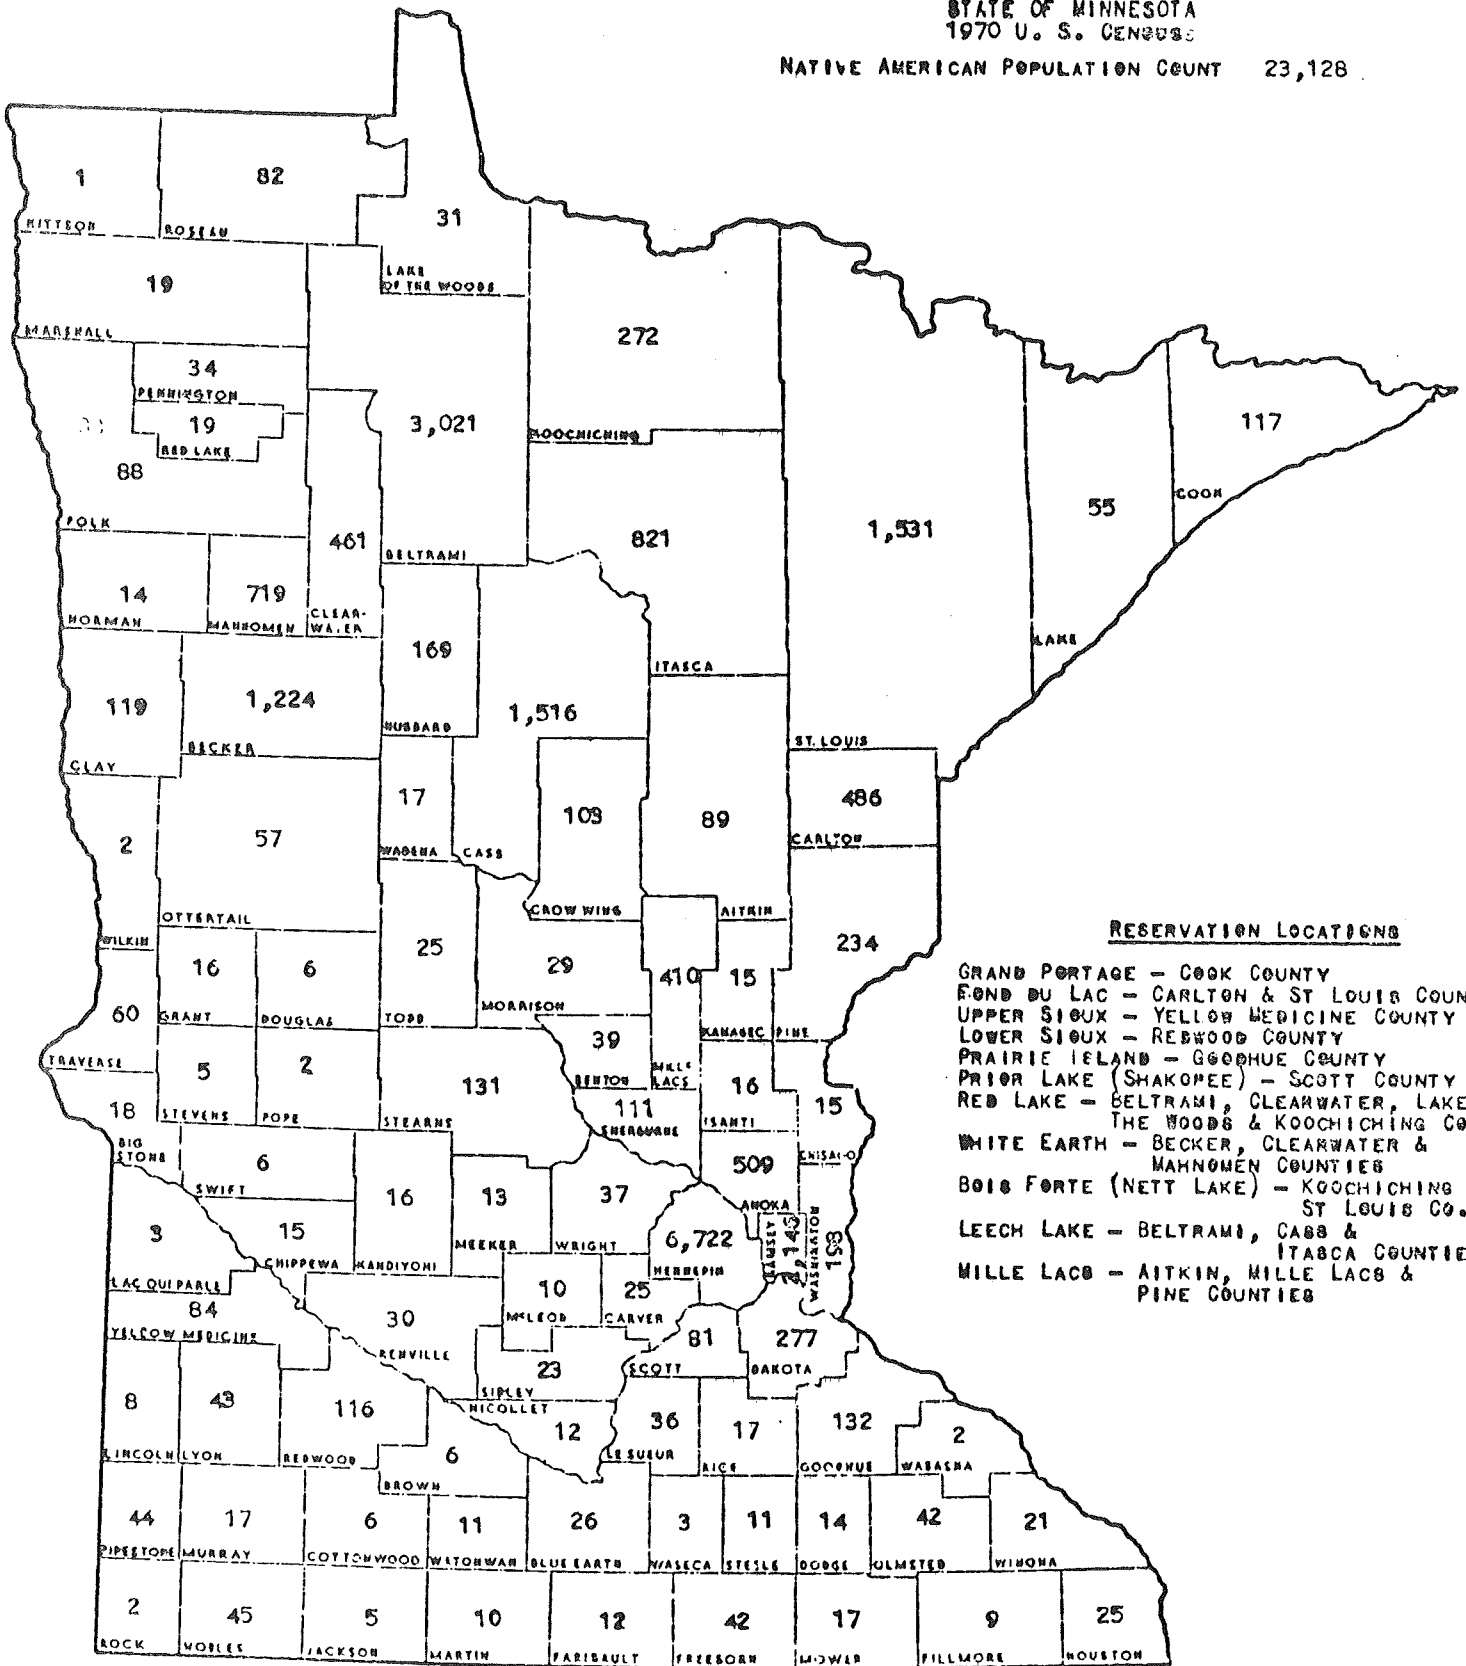 STATE OF MINNESOTA
1970 U. S. CENSUS
NATIVE AMERICAN POPULATION COUNT 23,128
1
KITTSON
82
ROSEAU
31
LAKE
OF THE WOODS
19
MARSHALL
272
KOOCHICHING
34
PENNINGTON
19
RED LAKE
88
POLK
3,021
BELTRAMI
461
CLEAR-
WATER
117
COOK
55
LAKE
1,531
ST. LOUIS
821
ITASCA
14
NORMAN
719
MAHNOMEN
169
HUBBARD
119
CLAY
1,224
BECKER
1,516
CASS
17
WADENA
103
CROW WING
89
AITKIN
486
CARLTON
2
WILKIN
57
OTTERTAIL
25
TODD
29
MORRISON
410
MILLE
LACS
15
KANABEC
234
PINE
16
GRANT
6
DOUGLAS
60
TRAVERSE
5
STEVENS
2
POPE
131
STEARNS
39
BENTON
111
SHERBURNE
16
ISANTI
15
CHISAGO
18
BIG
STONE
6
SWIFT
16
KANDIYOHI
13
MEEKER
37
WRIGHT
509
ANOKA
6,722
HENNEPIN
RAMSEY
2,145
WASHINGTON
198
3
LAC QUI PARLE
15
CHIPPEWA
84
YELLOW MEDICINE
30
RENVILLE
10
McLEOD
25
CARVER
81
SCOTT
277
DAKOTA
23
SIBLEY
8
LINCOLN
43
LYON
116
REDWOOD
NICOLLET
12
6
BROWN
36
LE SUEUR
17
RICE
132
GOODHUE
2
WABASHA
44
PIPESTONE
17
MURRAY
6
COTTONWOOD
11
WATONWAN
26
BLUE EARTH
3
WASECA
11
STEELE
14
DODGE
42
OLMSTED
21
WINONA
2
ROCK
45
NOBLES
5
JACKSON
10
MARTIN
12
FARIBAULT
42
FREEBORN
17
MOWER
9
FILLMORE
25
HOUSTON
RESERVATION LOCATIONS
GRAND PORTAGE - COOK COUNTY
FOND DU LAC - CARLTON & ST LOUIS COUN
UPPER SIOUX - YELLOW MEDICINE COUNTY
LOWER SIOUX - REDWOOD COUNTY
PRAIRIE ISLAND - GOODHUE COUNTY
PRIOR LAKE (SHAKOPEE) - SCOTT COUNTY
RED LAKE - BELTRAMI, CLEARWATER, LAKE
THE WOODS & KOOCHICHING CO
WHITE EARTH - BECKER, CLEARWATER &
MAHNOMEN COUNTIES
BOIS FORTE (NETT LAKE) - KOOCHICHING
ST LOUIS CO.
LEECH LAKE - BELTRAMI, CASS &
ITASCA COUNTIE
MILLE LACS - AITKIN, MILLE LACS &
PINE COUNTIES